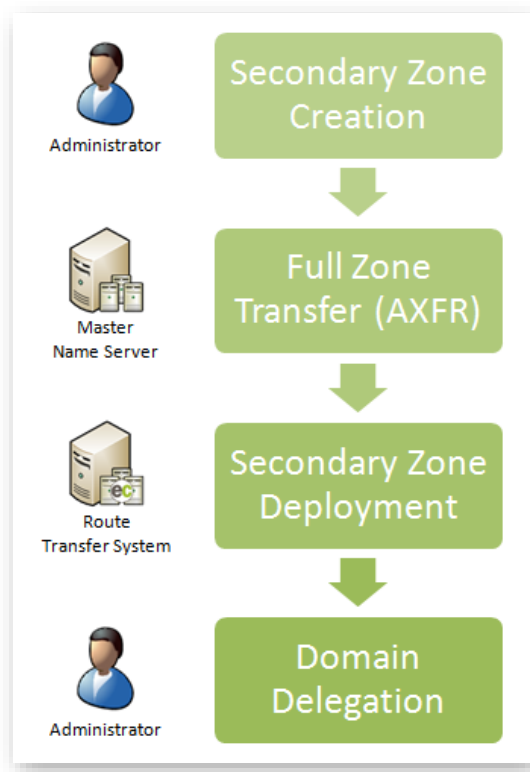 Administrator
Secondary Zone
Creation
Master
Name Server
Full Zone
Transfer (AXFR)
ec
Route
Transfer System
Secondary Zone
Deployment
Administrator
Domain
Delegation